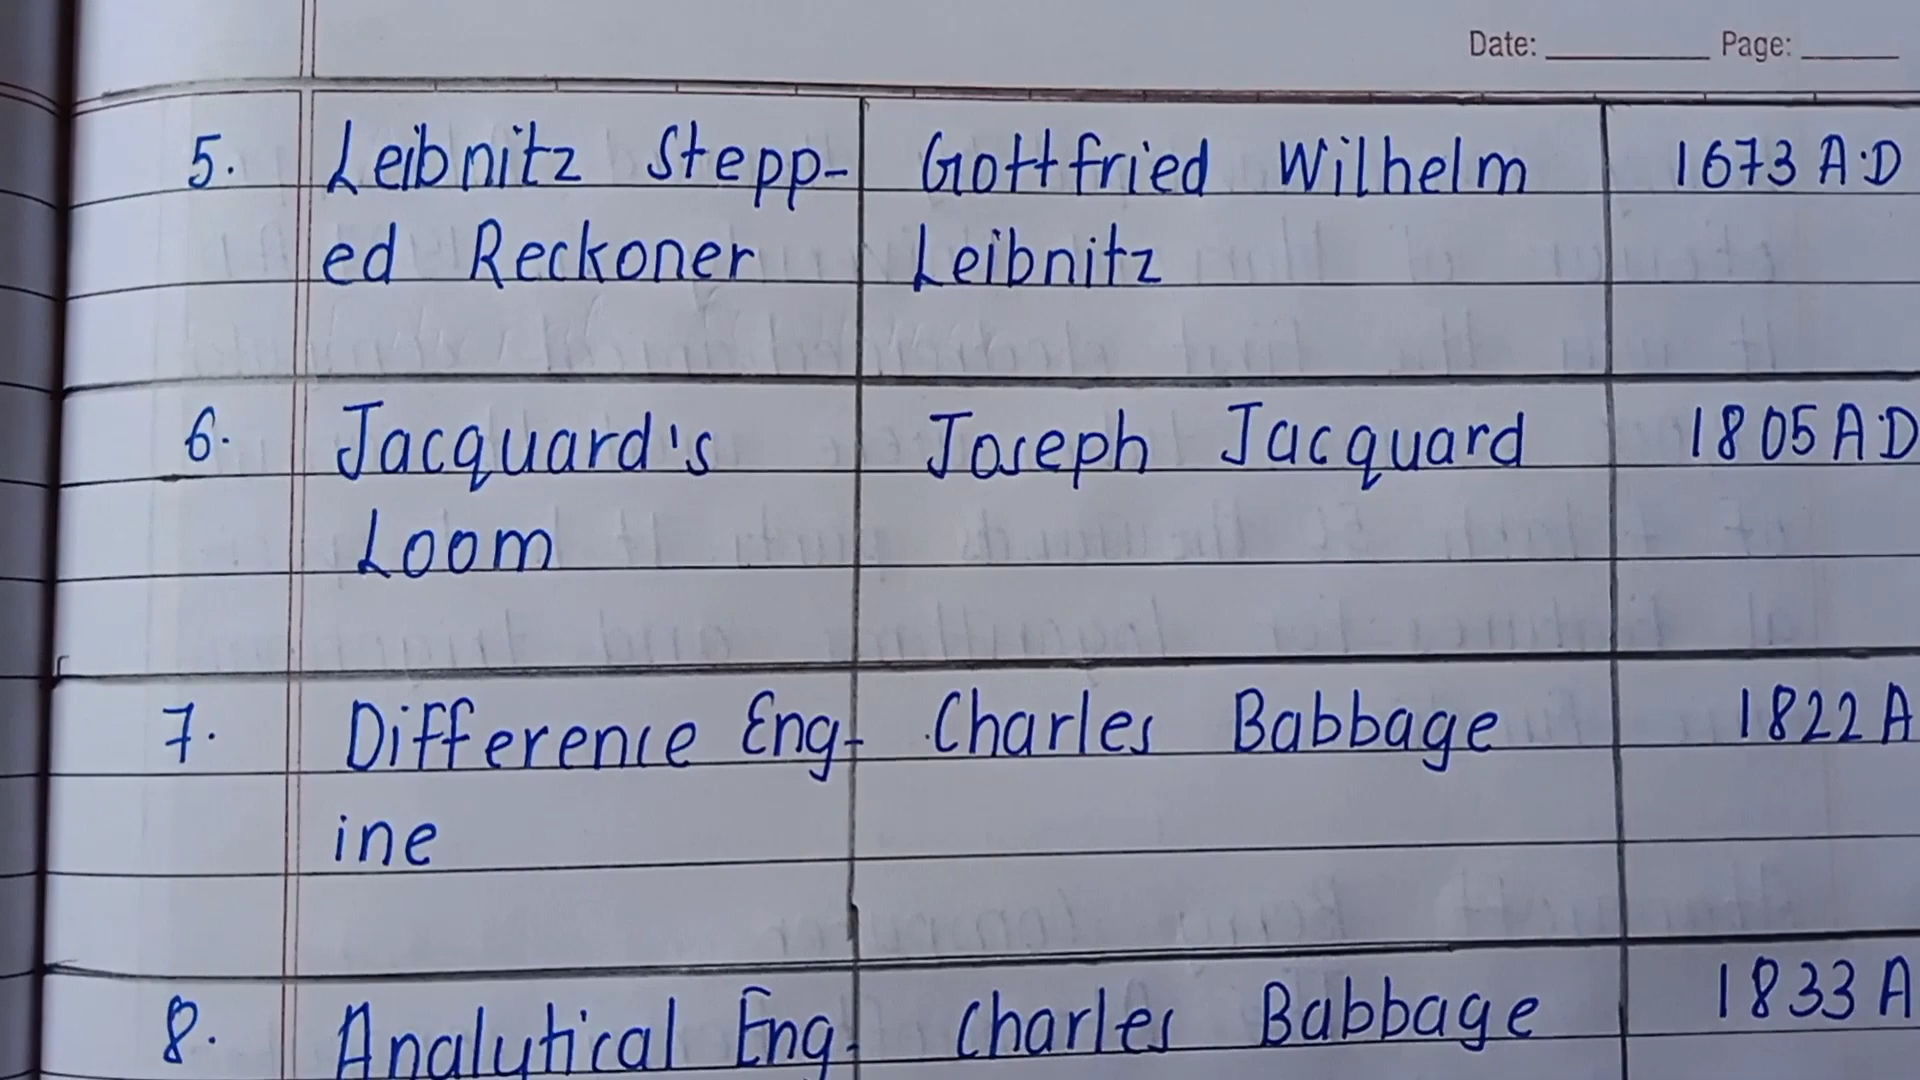 Date: Page:
5. Leibnitz Stepp- Gottfried Wilhelm 1673 A.D
ed Reckoner Leibnitz
6. Jacquard's Joseph Jacquard 1805 A.D
Loom
7. Difference Eng- Charles Babbage 1822 A
ine
8. Analytical Eng- Charles Babbage 1833 A